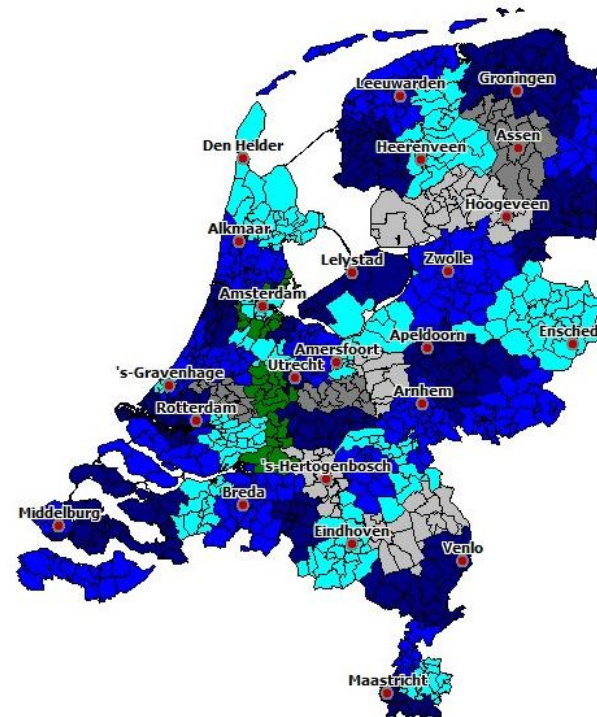 Leeuwarden
Groningen
Assen
Den Helder
Heerenveen
Hoogeveen
Alkmaar
Lelystad
Zwolle
Amsterdam
Apeldoorn
Ensched
Amersfoort
Utrecht
's-Gravenhage
Arnhem
Rotterdam
's-Hertogenbosch
Breda
Middelburg
Eindhoven
Venlo
Maastricht